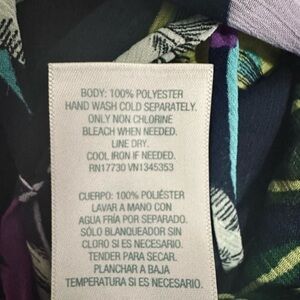 BODY: 100% POLYESTER
HAND WASH COLD SEPARATELY.
ONLY NON CHLORINE
BLEACH WHEN NEEDED.
LINE DRY.
COOL IRON IF NEEDED.
RN17730 VN1345353
CUERPO: 100% POLIÉSTER
LAVAR A MANO CON
AGUA FRÍA POR SEPARADO.
SÓLO BLANQUEADOR SIN
CLORO SI ES NECESARIO.
TENDER PARA SECAR.
PLANCHAR A BAJA
TEMPERATURA SI ES NECESARIO.